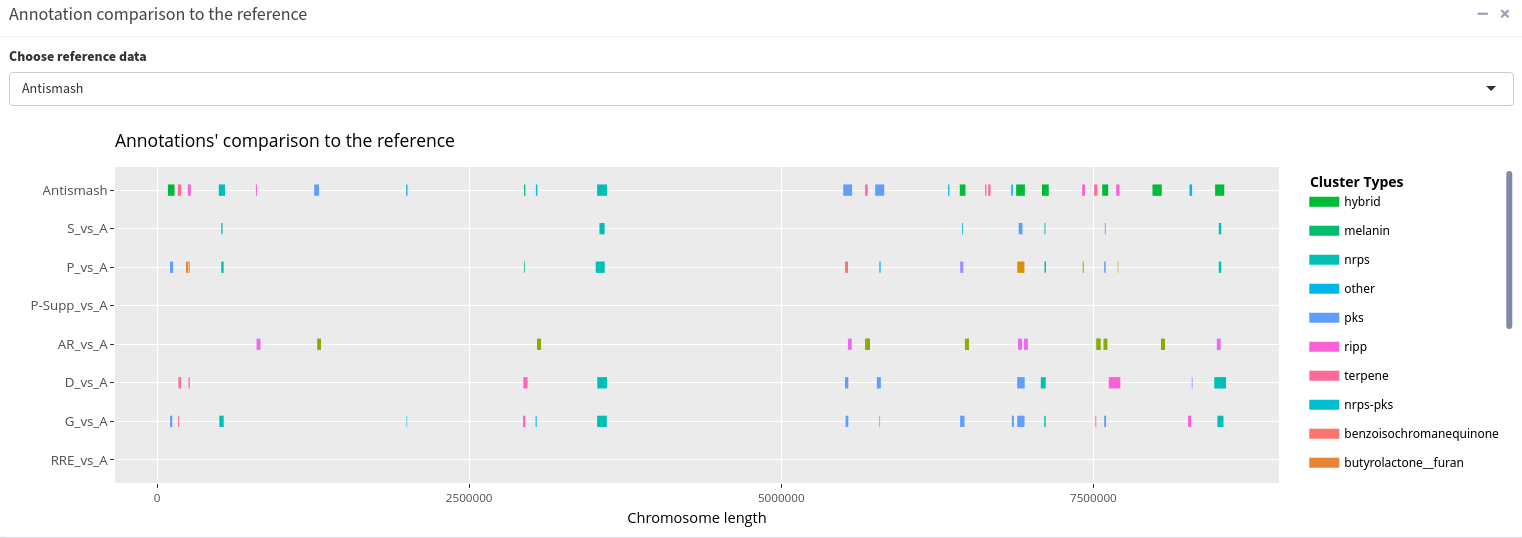 Annotation comparison to the reference
Choose reference data
Antismash
Annotations' comparison to the reference
Antismash
S_vs_A
P_vs_A
P-Supp_vs_A
AR_vs_A
D_vs_A
G_vs_A
RRE_vs_A
0 2500000 5000000 7500000
Chromosome length
Cluster Types
hybrid
melanin
nrps
other
pks
ripp
terpene
nrps-pks
benzoisochromanequinone
butyrolactone__furan